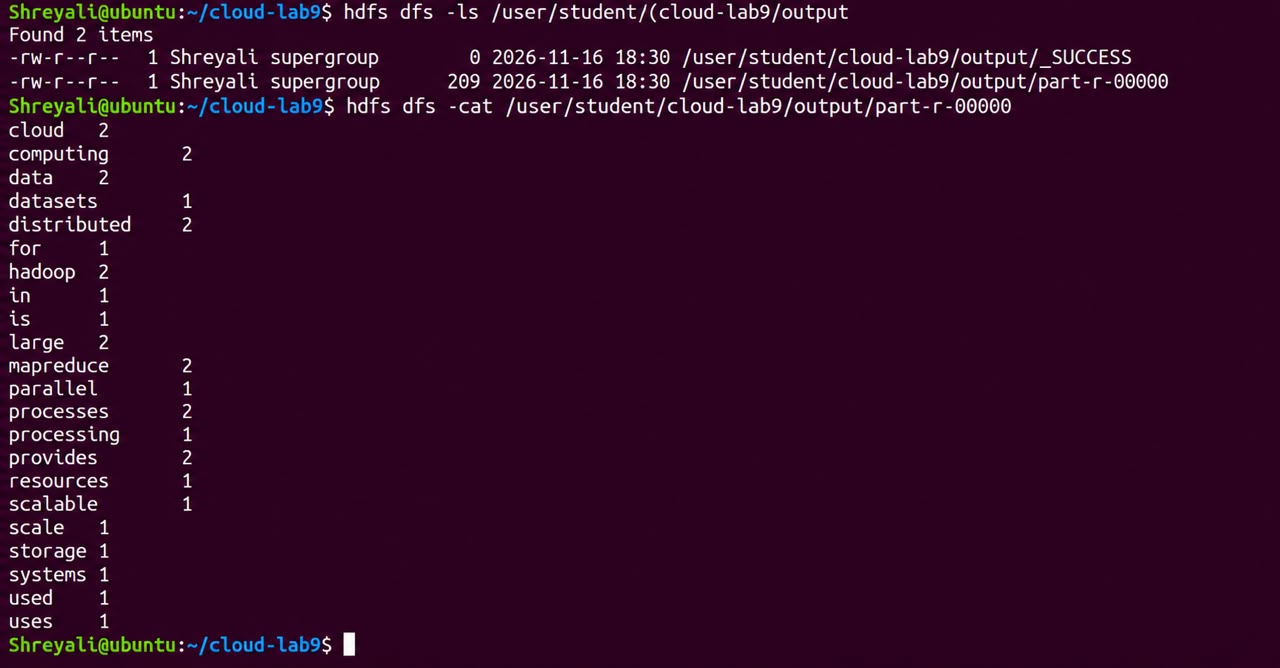 Shreyali@ubuntu:~/cloud-lab9$ hdfs dfs -ls /user/student/(cloud-lab9/output
Found 2 items
-rw-r--r--   1 Shreyali supergroup          0 2026-11-16 18:30 /user/student/cloud-lab9/output/_SUCCESS
-rw-r--r--   1 Shreyali supergroup        209 2026-11-16 18:30 /user/student/cloud-lab9/output/part-r-00000
Shreyali@ubuntu:~/cloud-lab9$ hdfs dfs -cat /user/student/cloud-lab9/output/part-r-00000
cloud	2
computing	2
data	2
datasets	1
distributed	2
for	1
hadoop	2
in	1
is	1
large	2
mapreduce	2
parallel	1
processes	2
processing	1
provides	2
resources	1
scalable	1
scale	1
storage	1
systems	1
used	1
uses	1
Shreyali@ubuntu:~/cloud-lab9$